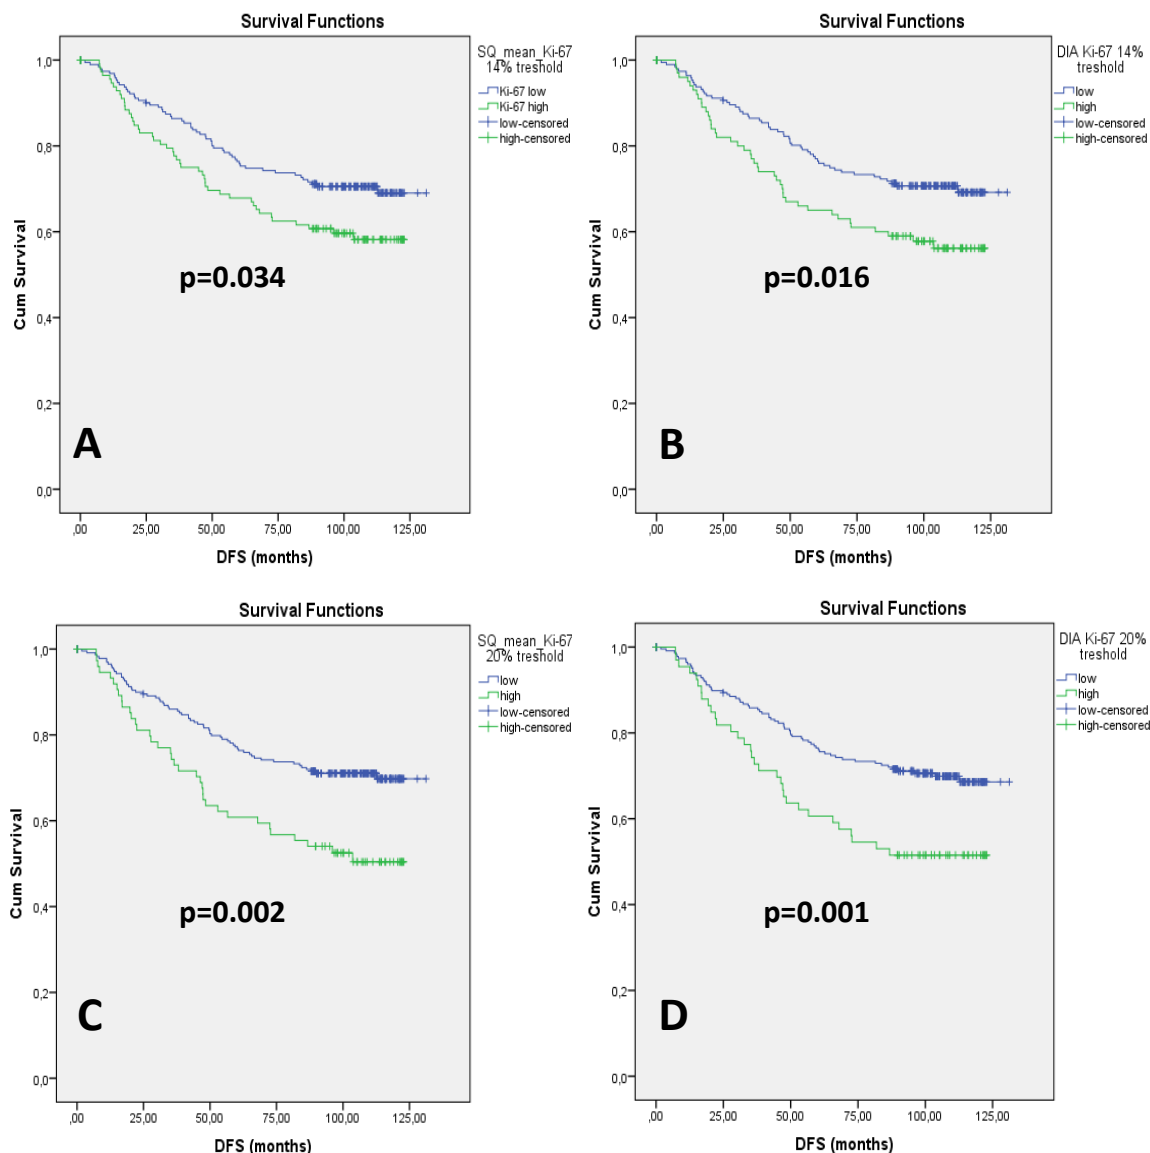 Survival Functions
SQ_mean_Ki-67
14% treshold
Ki-67 low
Ki-67 high
low-censored
high-censored
1,0
0,8
0,6
0,4
0,2
0,0
Cum Survival
p=0.034
A
,00
25,00
50,00
75,00
100,00
125,00
DFS (months)
Survival Functions
DIA Ki-67 14%
treshold
low
high
low-censored
high-censored
1,0
0,8
0,6
0,4
0,2
0,0
Cum Survival
p=0.016
B
,00
25,00
50,00
75,00
100,00
125,00
DFS (months)
Survival Functions
SQ_mean_Ki-67
20% treshold
low
high
low-censored
high-censored
1,0
0,8
0,6
0,4
0,2
0,0
Cum Survival
p=0.002
C
,00
25,00
50,00
75,00
100,00
125,00
DFS (months)
Survival Functions
DIA Ki-67 20%
treshold
low
high
low-censored
high-censored
1,0
0,8
0,6
0,4
0,2
0,0
Cum Survival
p=0.001
D
,00
25,00
50,00
75,00
100,00
125,00
DFS (months)